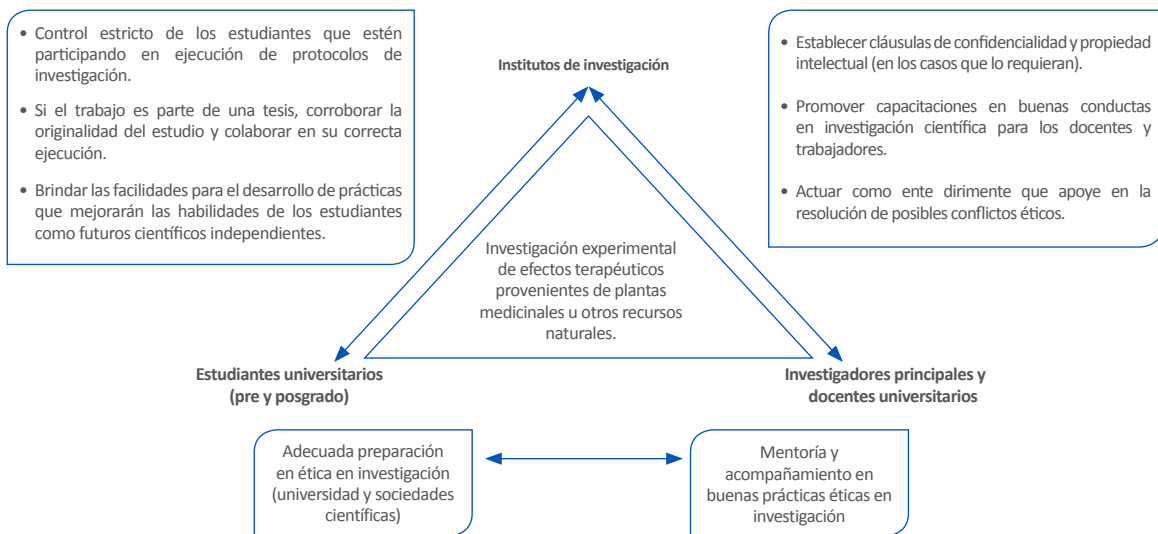 • Control estricto de los estudiantes que estén
participando en ejecución de protocolos de
investigación.
• Si el trabajo es parte de una tesis, corroborar la
originalidad del estudio y colaborar en su correcta
ejecución.
• Brindar las facilidades para el desarrollo de prácticas
que mejorarán las habilidades de los estudiantes
como futuros científicos independientes.
Institutos de investigación
• Establecer cláusulas de confidencialidad y propiedad
intelectual (en los casos que lo requieran).
• Promover capacitaciones en buenas conductas
en investigación científica para los docentes y
trabajadores.
• Actuar como ente dirimente que apoye en la
resolución de posibles conflictos éticos.
Investigación experimental
de efectos terapéuticos
provenientes de plantas
medicinales u otros recursos
naturales.
Estudiantes universitarios
(pre y posgrado)
Investigadores principales y
docentes universitarios
Adecuada preparación
en ética en investigación
(universidad y sociedades
científicas)
Mentoría y
acompañamiento en
buenas prácticas éticas en
investigación